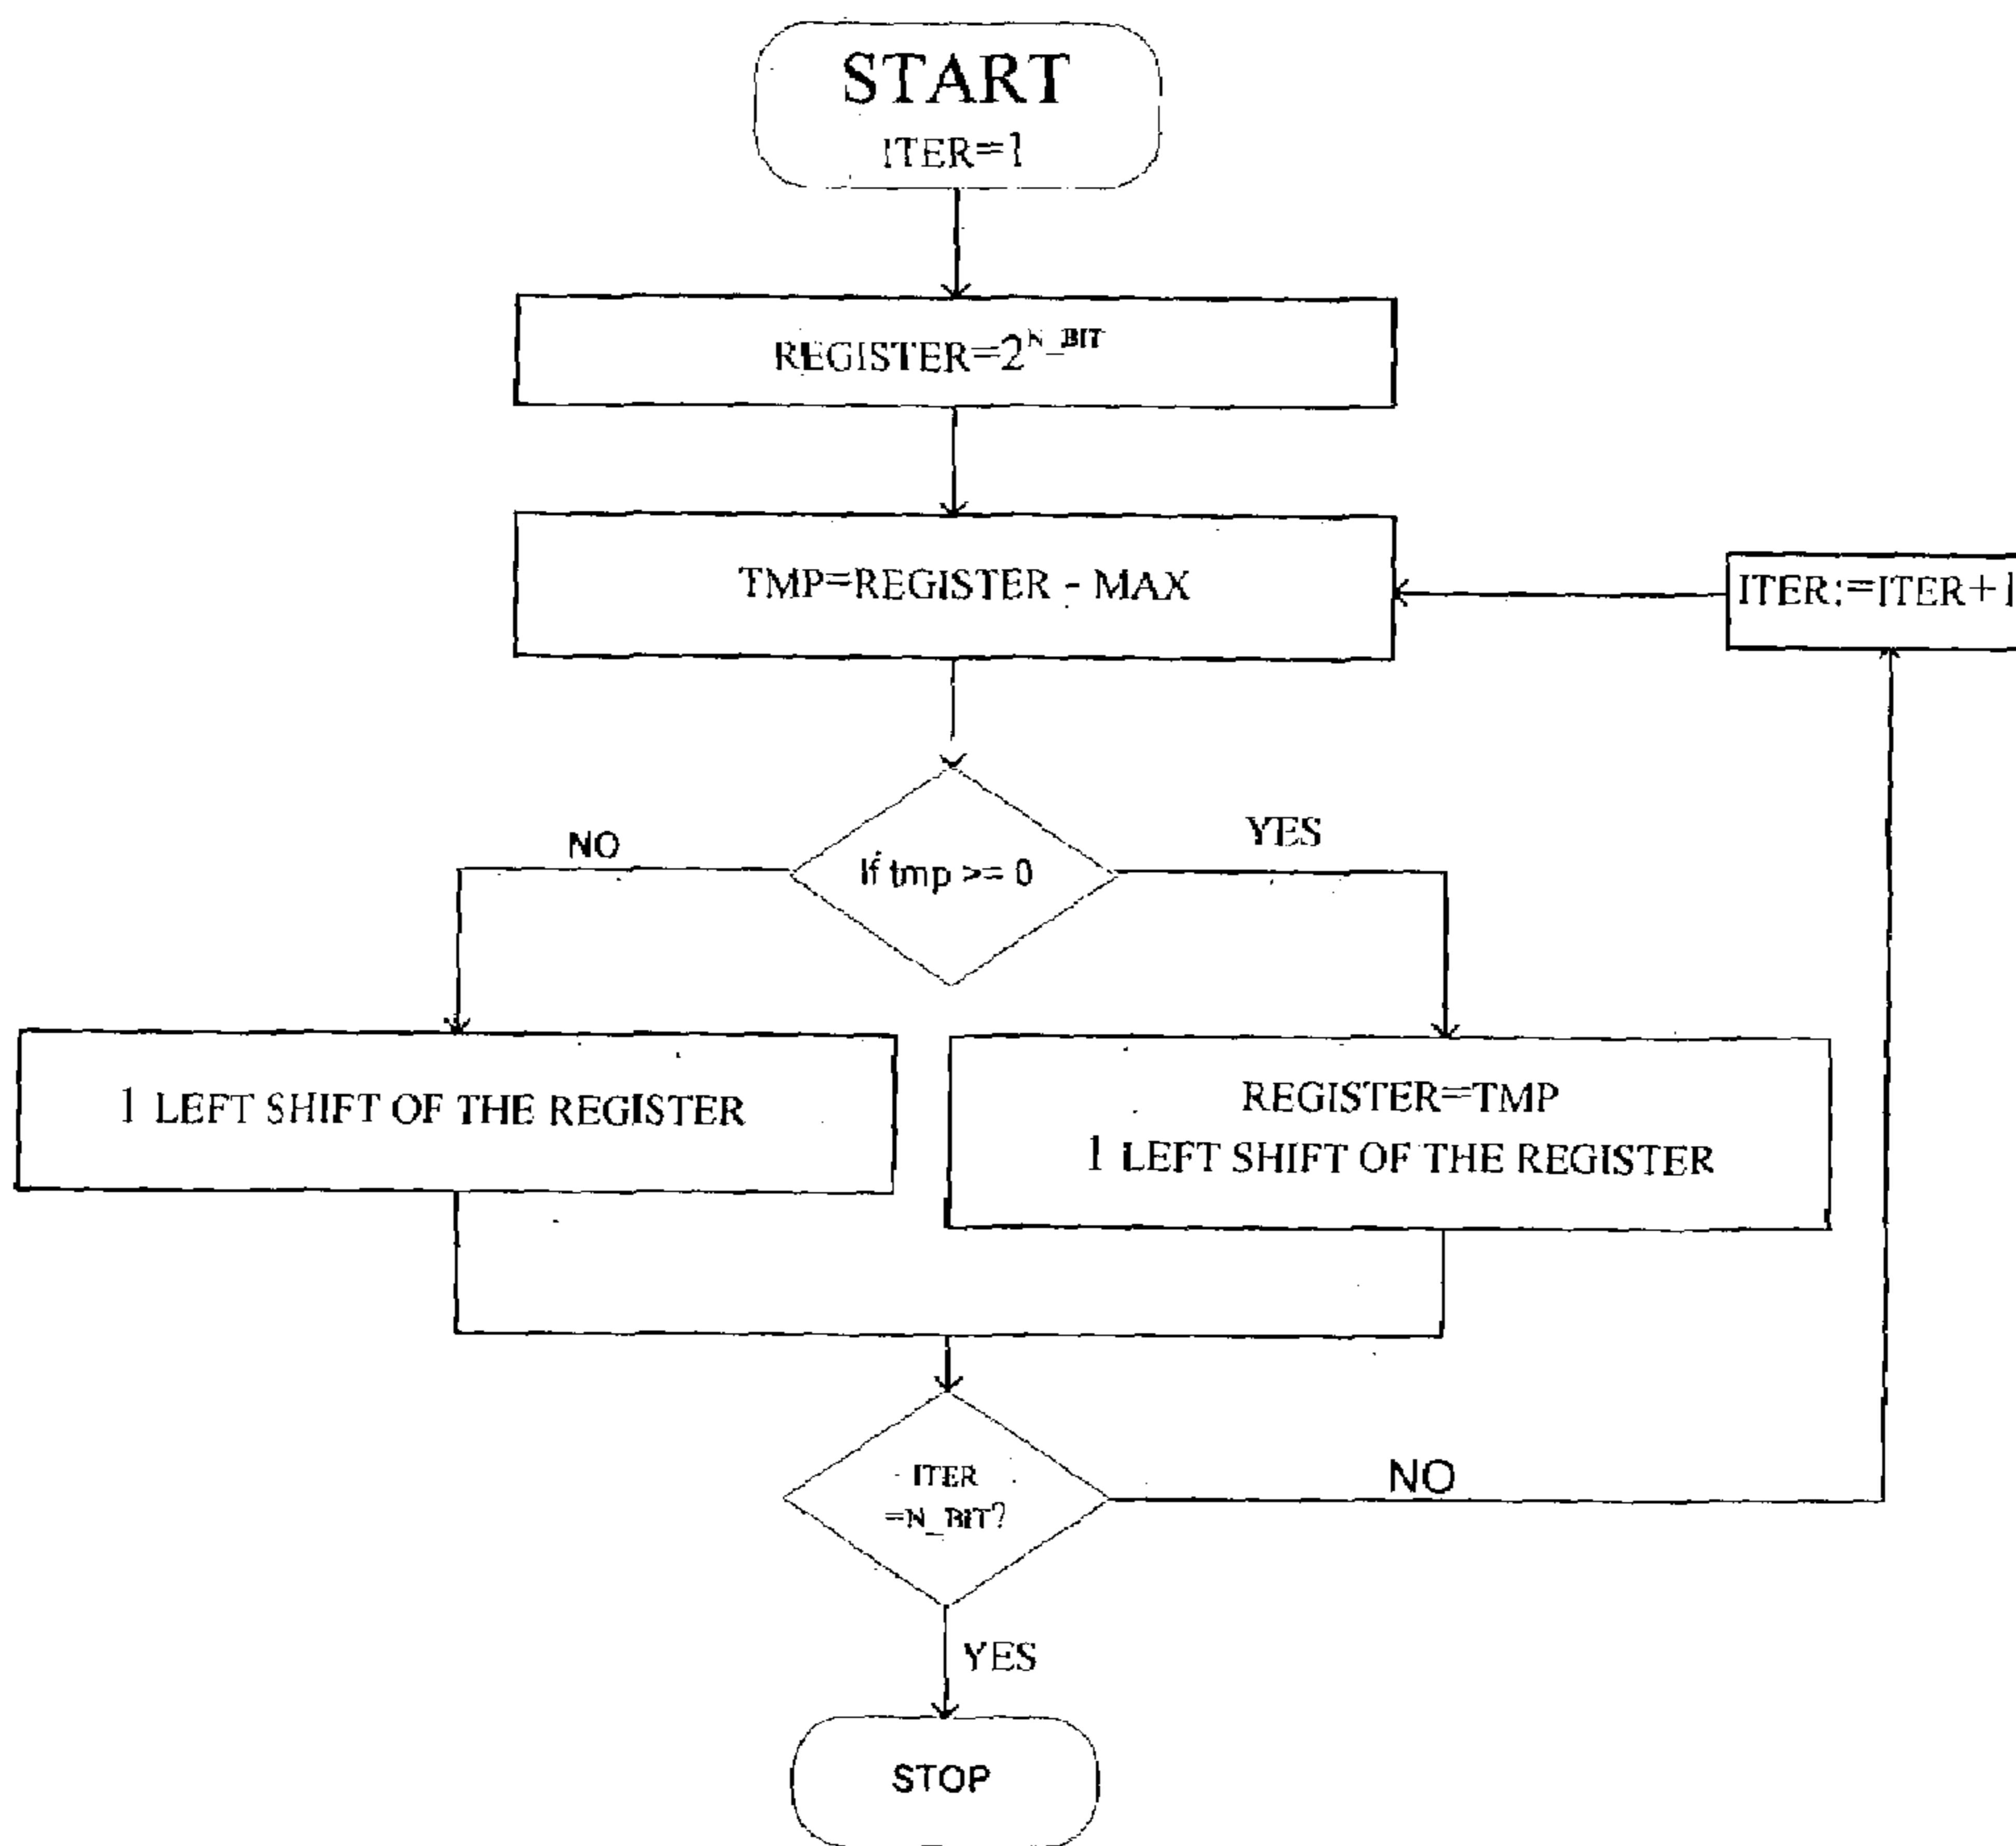 START
ITER=1
REGISTER=2^N_BIT
TMP=REGISTER - MAX
ITER:=ITER+1
NO
If tmp >= 0
YES
1 LEFT SHIFT OF THE REGISTER
REGISTER=TMP
1 LEFT SHIFT OF THE REGISTER
ITER
=N_BIT?
NO
YES
STOP